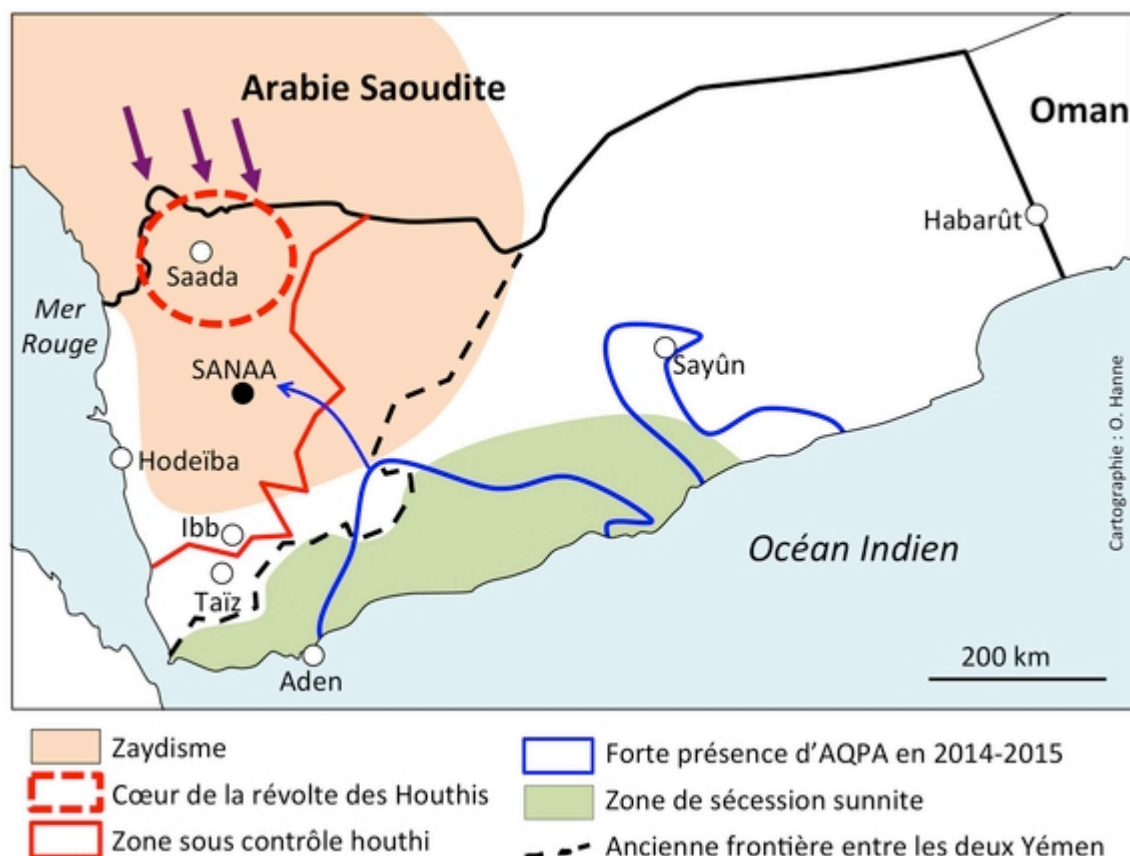 Arabie Saoudite
Oman
Habarût
Saada
Mer
Rouge
SANAA
Sayûn
Hodeïba
Ibb
Taïz
Aden
Océan Indien
200 km
Cartographie : O. Hanne
Zaydisme
Cœur de la révolte des Houthis
Zone sous contrôle houthi
Forte présence d’AQPA en 2014-2015
Zone de sécession sunnite
Ancienne frontière entre les deux Yémen